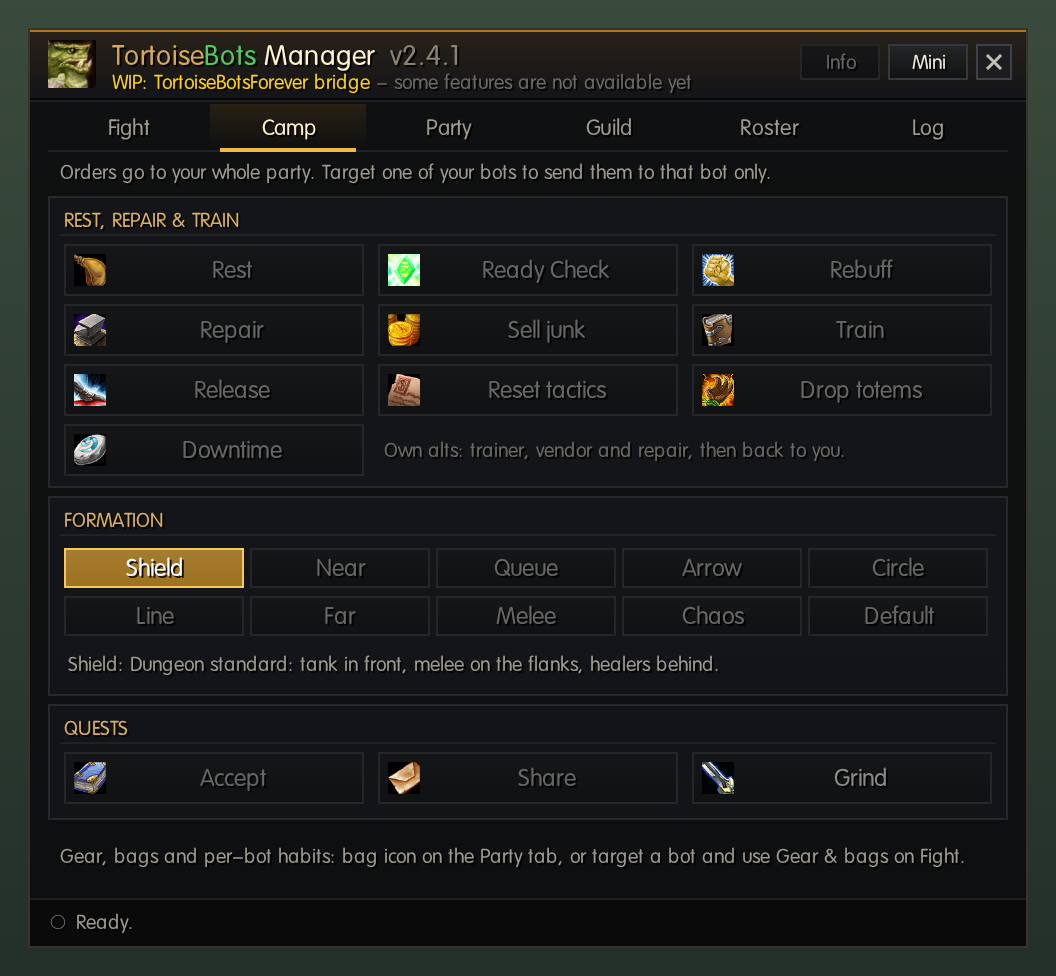 TortoiseBots Manager v2.4.1
WIP: TortoiseBotsForever bridge – some features are not available yet
Info
Mini
Fight
Camp
Party
Guild
Roster
Log
Orders go to your whole party. Target one of your bots to send them to that bot only.
REST, REPAIR & TRAIN
Rest
Ready Check
Rebuff
Repair
Sell junk
Train
Release
Reset tactics
Drop totems
Downtime
Own alts: trainer, vendor and repair, then back to you.
FORMATION
Shield
Near
Queue
Arrow
Circle
Line
Far
Melee
Chaos
Default
Shield: Dungeon standard: tank in front, melee on the flanks, healers behind.
QUESTS
Accept
Share
Grind
Gear, bags and per–bot habits: bag icon on the Party tab, or target a bot and use Gear & bags on Fight.
Ready.